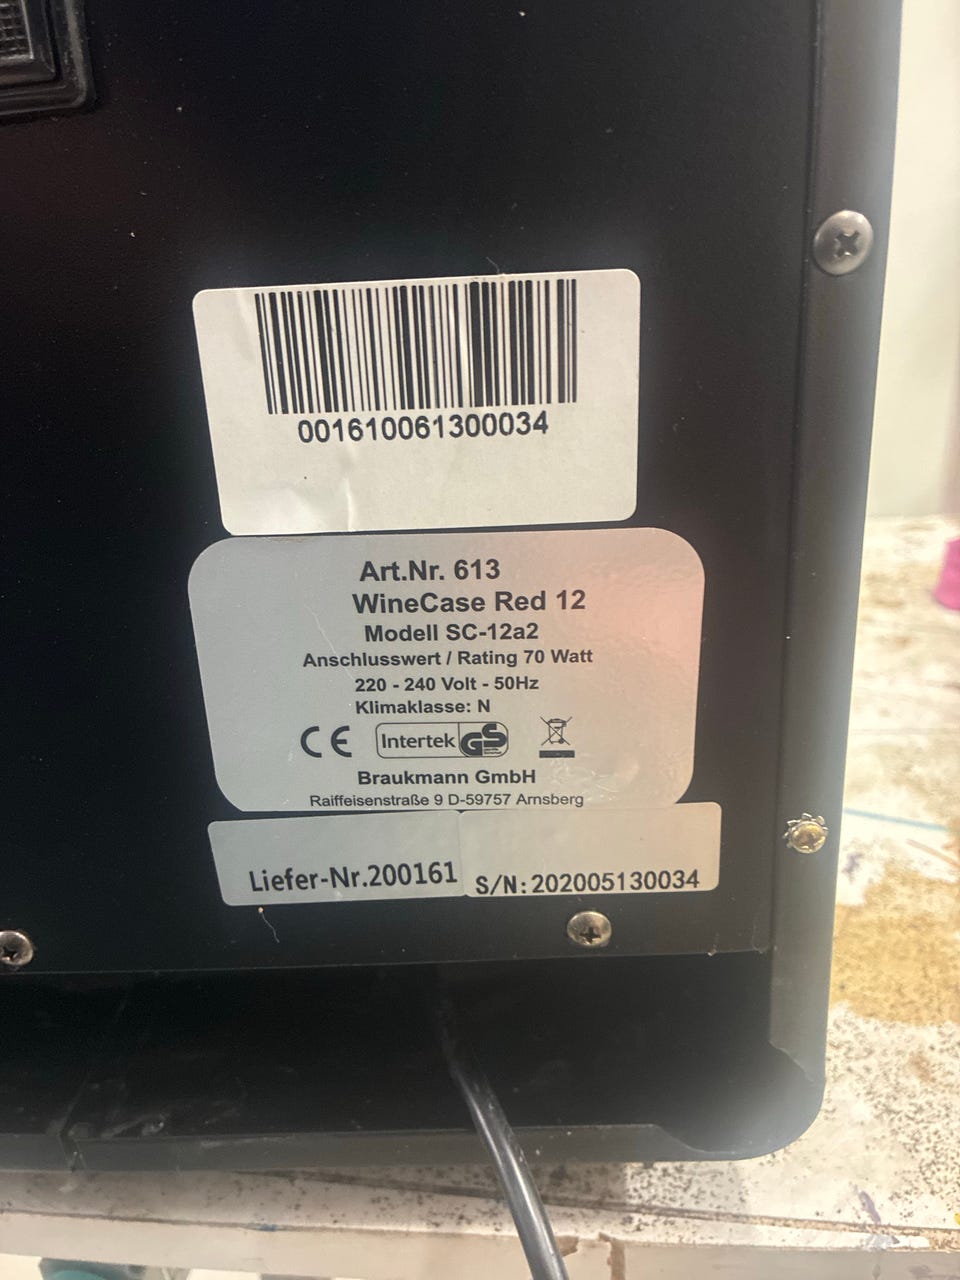 001610061300034
Art.Nr. 613
WineCase Red 12
Modell SC-12a2
Anschlusswert / Rating 70 Watt
220 - 240 Volt - 50Hz
Klimaklasse: N
CE Intertek GS
Braukmann GmbH
Raiffeisenstraße 9 D-59757 Arnsberg
Liefer-Nr.200161
S/N: 202005130034